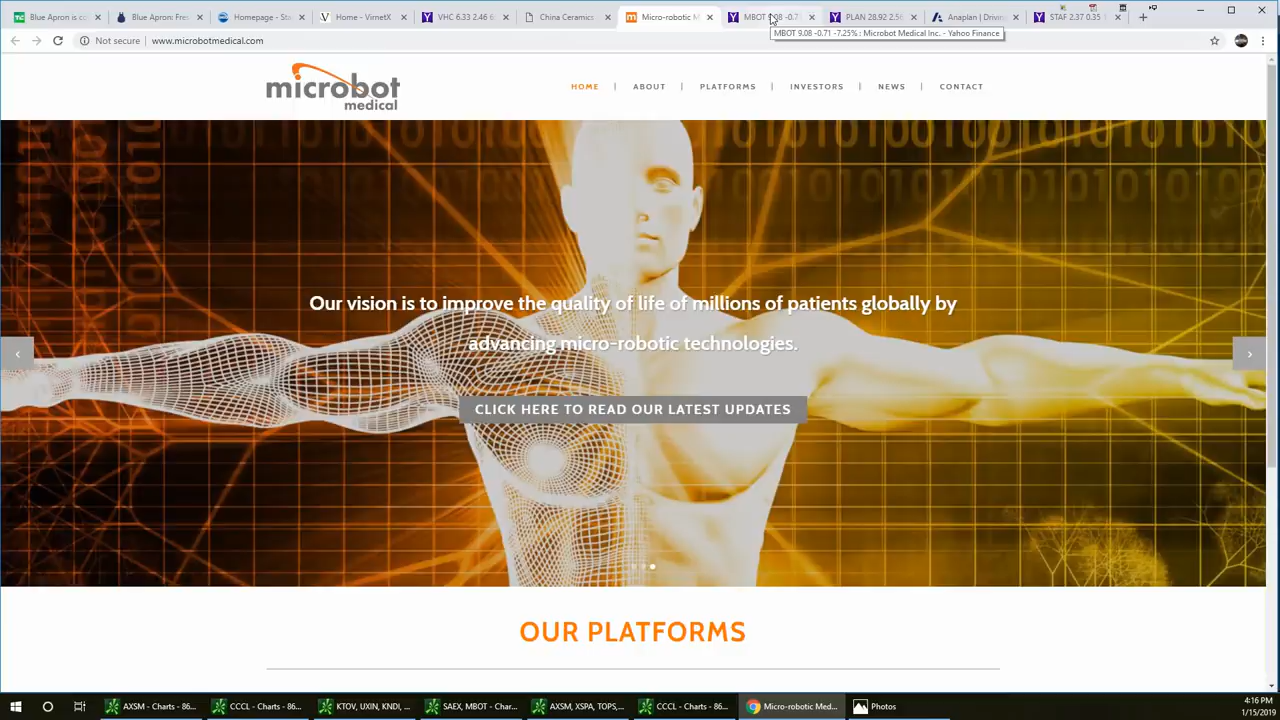 Blue Apron is co
Blue Apron: Fres
Homepage - Sta
Home - VirnetX
VHC 6.33 2.46 6
China Ceramics
Micro-robotic M
MBOT 9.08 -0.71
PLAN 28.92 2.56
Anaplan | Drivin
STAF 2.37 0.35
MBOT 9.08 -0.71 -7.25% : Microbot Medical Inc. - Yahoo Finance
Not secure | www.microbotmedical.com
microbot
medical
HOME | ABOUT | PLATFORMS | INVESTORS | NEWS | CONTACT
Our vision is to improve the quality of life of millions of patients globally by
advancing micro-robotic technologies.
CLICK HERE TO READ OUR LATEST UPDATES
OUR PLATFORMS
AXSM - Charts - 86...
CCCL - Charts - 86...
KTOV, UXIN, KNDI, ...
SAEX, MBOT - Char...
AXSM, XSPA, TOPS,...
CCCL - Charts - 86...
Micro-robotic Med...
Photos
4:16 PM
1/15/2019